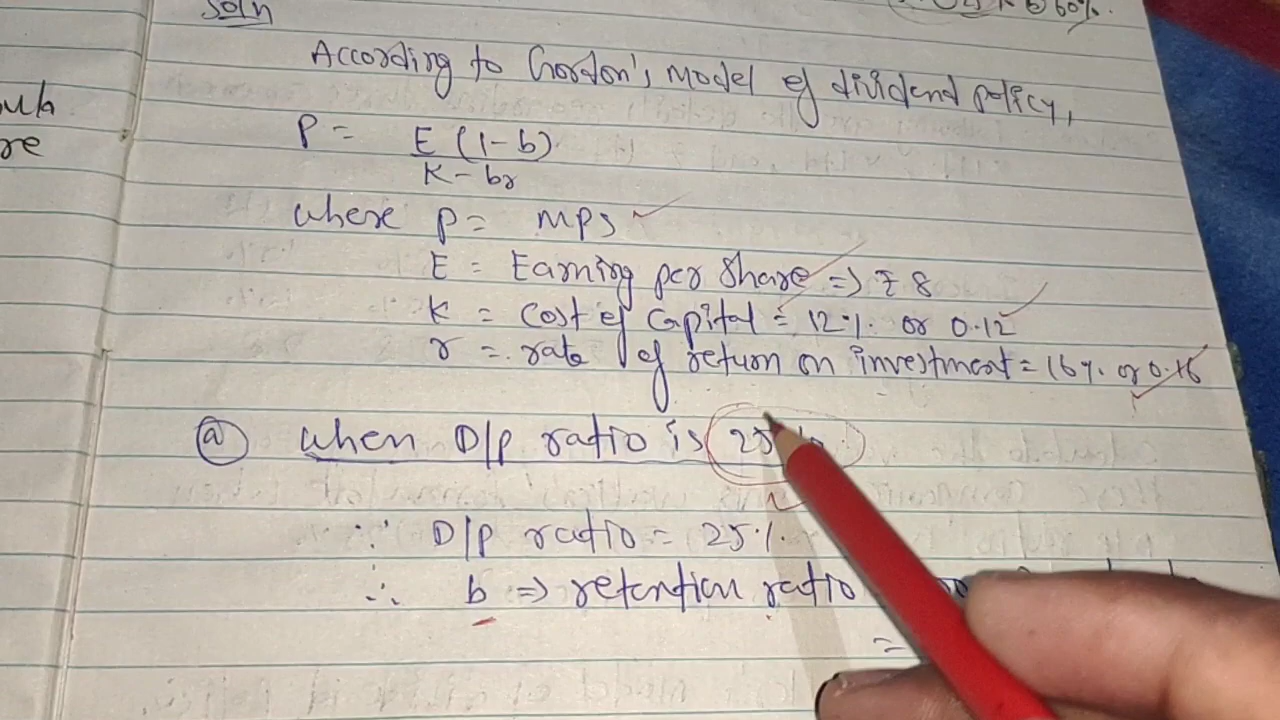 Soln
60%.
According to Gordon's Model of dividend policy,
P = E (1-b)
K - br
where P = MPS
E = Earning per share => ₹ 8
K = Cost of Capital = 12%. or 0.12
r = rate of return on investment = 16%. or 0.16
re
(a) when D/P ratio is 25
∵ D/P ratio = 25%.
∴ b => retention ratio
=